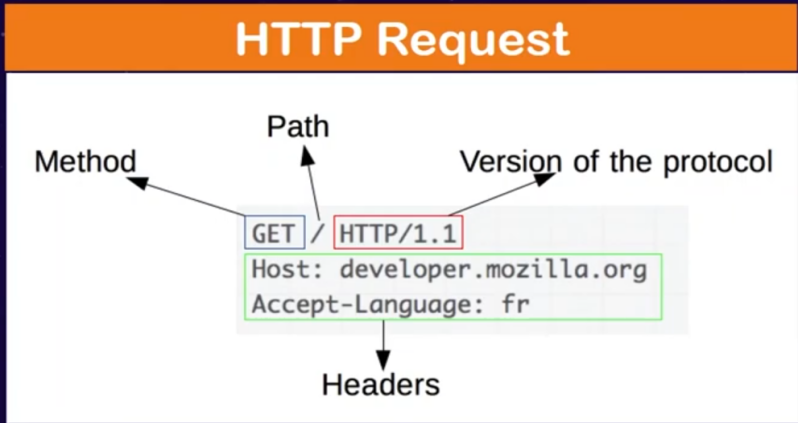 HTTP Request
Path
Method
Version of the protocol
GET / HTTP/1.1
Host: developer.mozilla.org
Accept-Language: fr
Headers